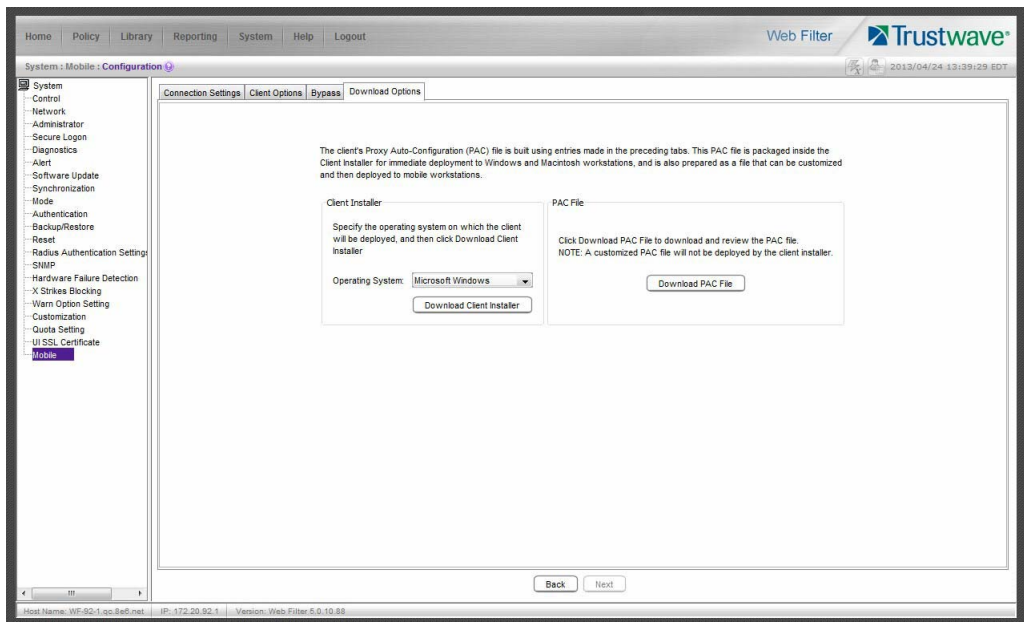 Home Policy Library Reporting System Help Logout
Web Filter
Trustwave®
System : Mobile : Configuration
2013/04/24 13:39:29 EDT
System
Control
Network
Administrator
Secure Logon
Diagnostics
Alert
Software Update
Synchronization
Mode
Authentication
Backup/Restore
Reset
Radius Authentication Settings
SNMP
Hardware Failure Detection
X Strikes Blocking
Warn Option Setting
Customization
Quota Setting
UI SSL Certificate
Mobile
Connection Settings Client Options Bypass Download Options
The client's Proxy Auto-Configuration (PAC) file is built using entries made in the preceding tabs. This PAC file is packaged inside the
Client Installer for immediate deployment to Windows and Macintosh workstations, and is also prepared as a file that can be customized
and then deployed to mobile workstations.
Client Installer
Specify the operating system on which the client
will be deployed, and then click Download Client
Installer
Operating System: Microsoft Windows
Download Client Installer
PAC File
Click Download PAC File to download and review the PAC file.
NOTE: A customized PAC file will not be deployed by the client installer.
Download PAC File
Back Next
Host Name: WF-92-1.qc.8e6.net IP: 172.20.92.1 Version: Web Filter 5.0.10.88